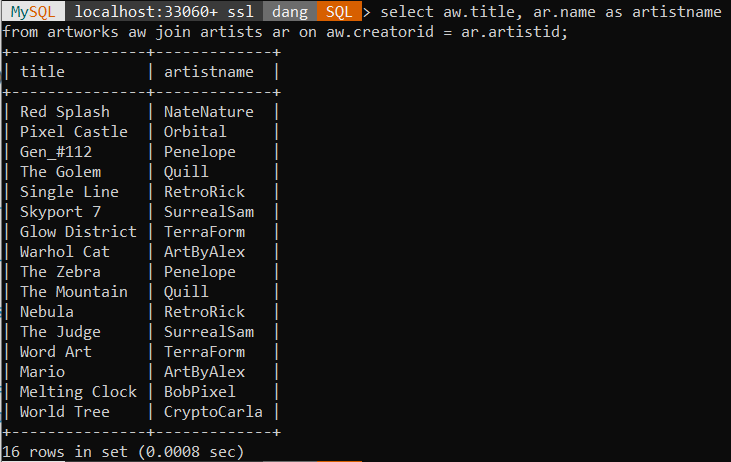 MySQL localhost:33060+ ssl dang SQL > select aw.title, ar.name as artistname
from artworks aw join artists ar on aw.creatorid = ar.artistid;
+---------------+-------------+
| title         | artistname  |
+---------------+-------------+
| Red Splash    | NateNature  |
| Pixel Castle  | Orbital     |
| Gen_#112      | Penelope    |
| The Golem     | Quill       |
| Single Line   | RetroRick   |
| Skyport 7     | SurrealSam  |
| Glow District | TerraForm   |
| Warhol Cat    | ArtByAlex   |
| The Zebra     | Penelope    |
| The Mountain  | Quill       |
| Nebula        | RetroRick   |
| The Judge     | SurrealSam  |
| Word Art      | TerraForm   |
| Mario         | ArtByAlex   |
| Melting Clock | BobPixel    |
| World Tree    | CryptoCarla |
+---------------+-------------+
16 rows in set (0.0008 sec)